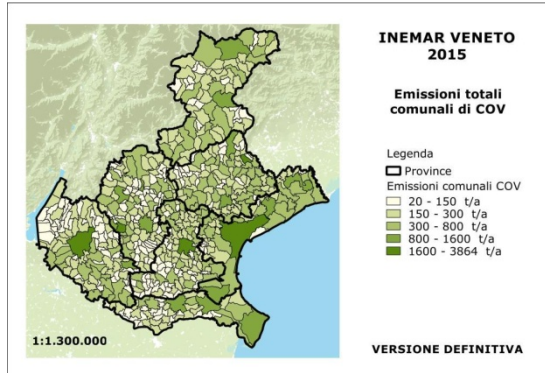 INEMAR VENETO
2015
Emissioni totali
comunali di COV
Legenda
Province
Emissioni comunali COV
20 - 150 t/a
150 - 300 t/a
300 - 800 t/a
800 - 1600 t/a
1600 - 3864 t/a
1:1.300.000
VERSIONE DEFINITIVA